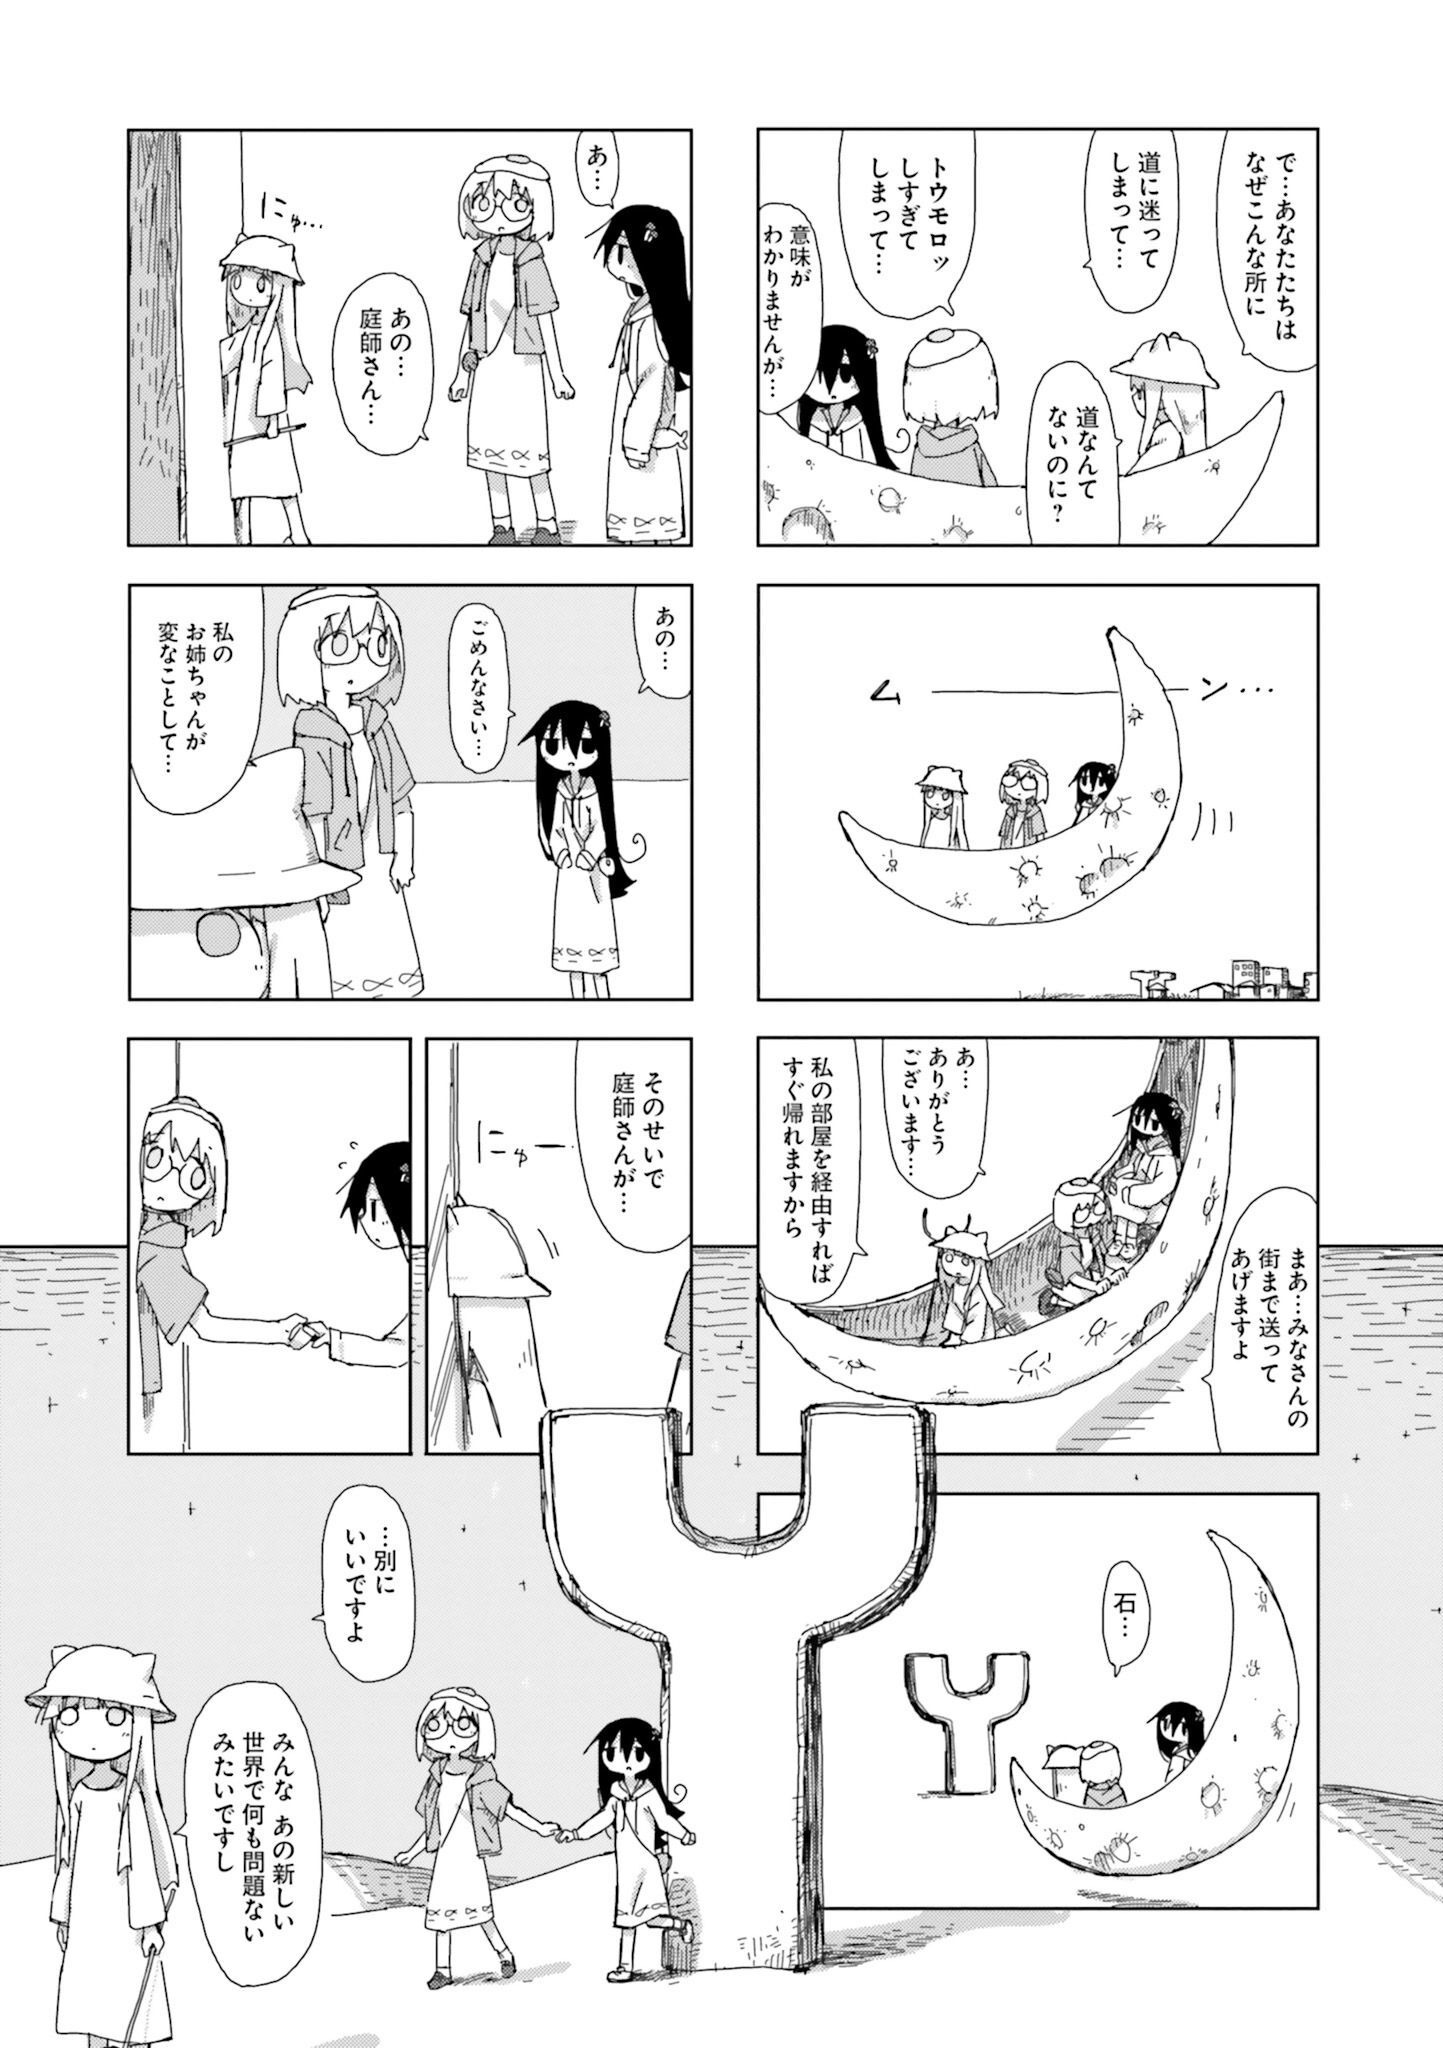 で…あなたたちは
なぜこんな所に
道に迷って
しまって…
トウモロッ
しすぎて
しまって…
道なんて
ないのに？
意味が
わかりませんが…
ム――――ン…
まあ…みなさんの
街まで送って
あげますよ
あ…
ありがとう
ございます…
私の部屋を経由すれば
すぐ帰れますから
石…
あ…
にゅ…
あの…
庭師さん…
あの…
ごめんなさい…
私の
お姉ちゃんが
変なことして…
そのせいで
庭師さんが…
にゅー
…別に
いいですよ
みんな あの新しい
世界で何も問題ない
みたいですし